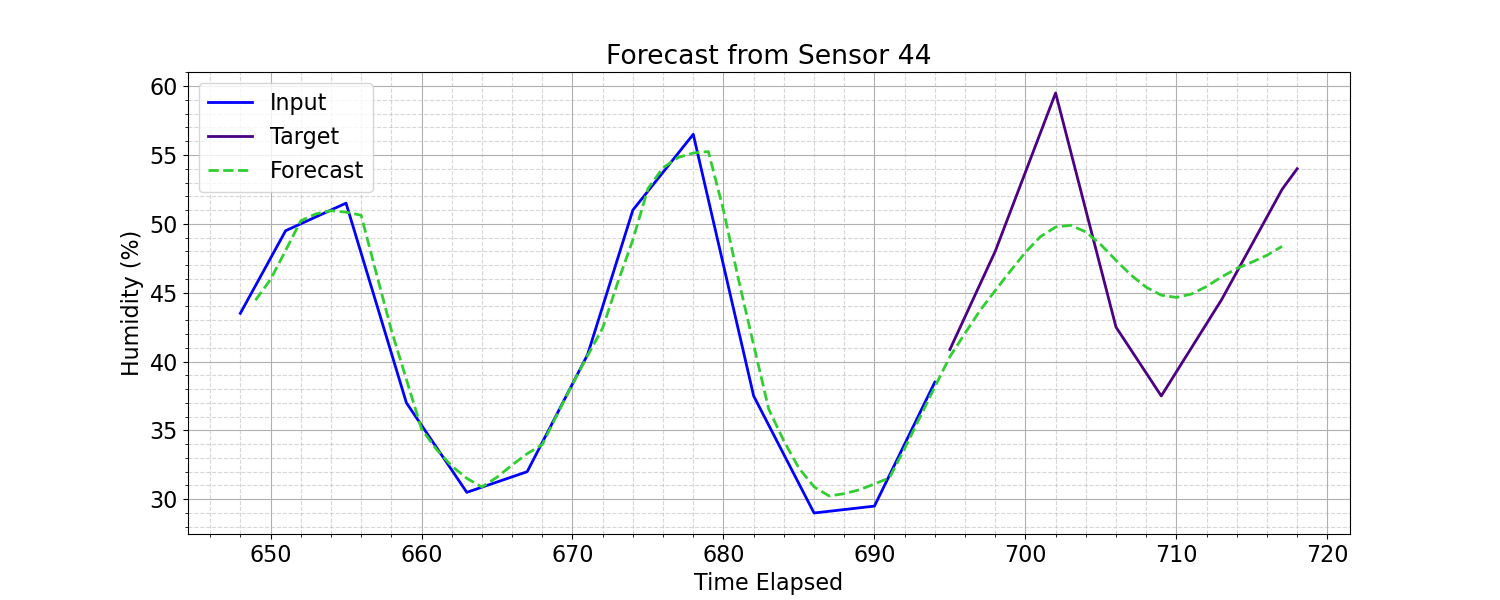 Forecast from Sensor 44
60
55
50
45
40
35
30
Humidity (%)
Input
Target
Forecast
650 660 670 680 690 700 710 720
Time Elapsed